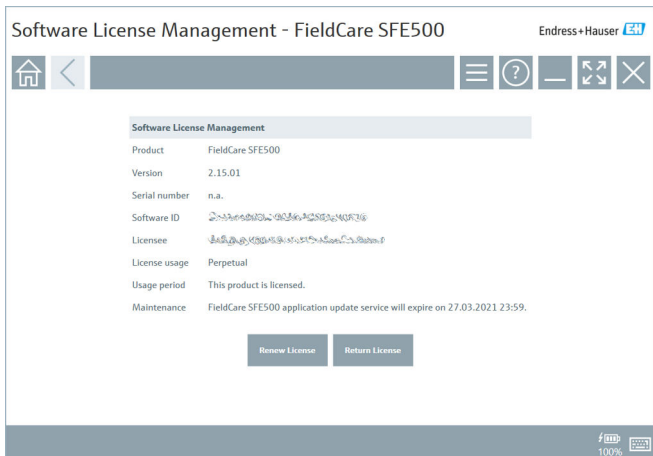 Software License Management - FieldCare SFE500
Endress+Hauser EH
?
Software License Management
Product FieldCare SFE500
Version 2.15.01
Serial number n.a.
Software ID
Licensee
License usage Perpetual
Usage period This product is licensed.
Maintenance FieldCare SFE500 application update service will expire on 27.03.2021 23:59.
Renew License Return License
100%